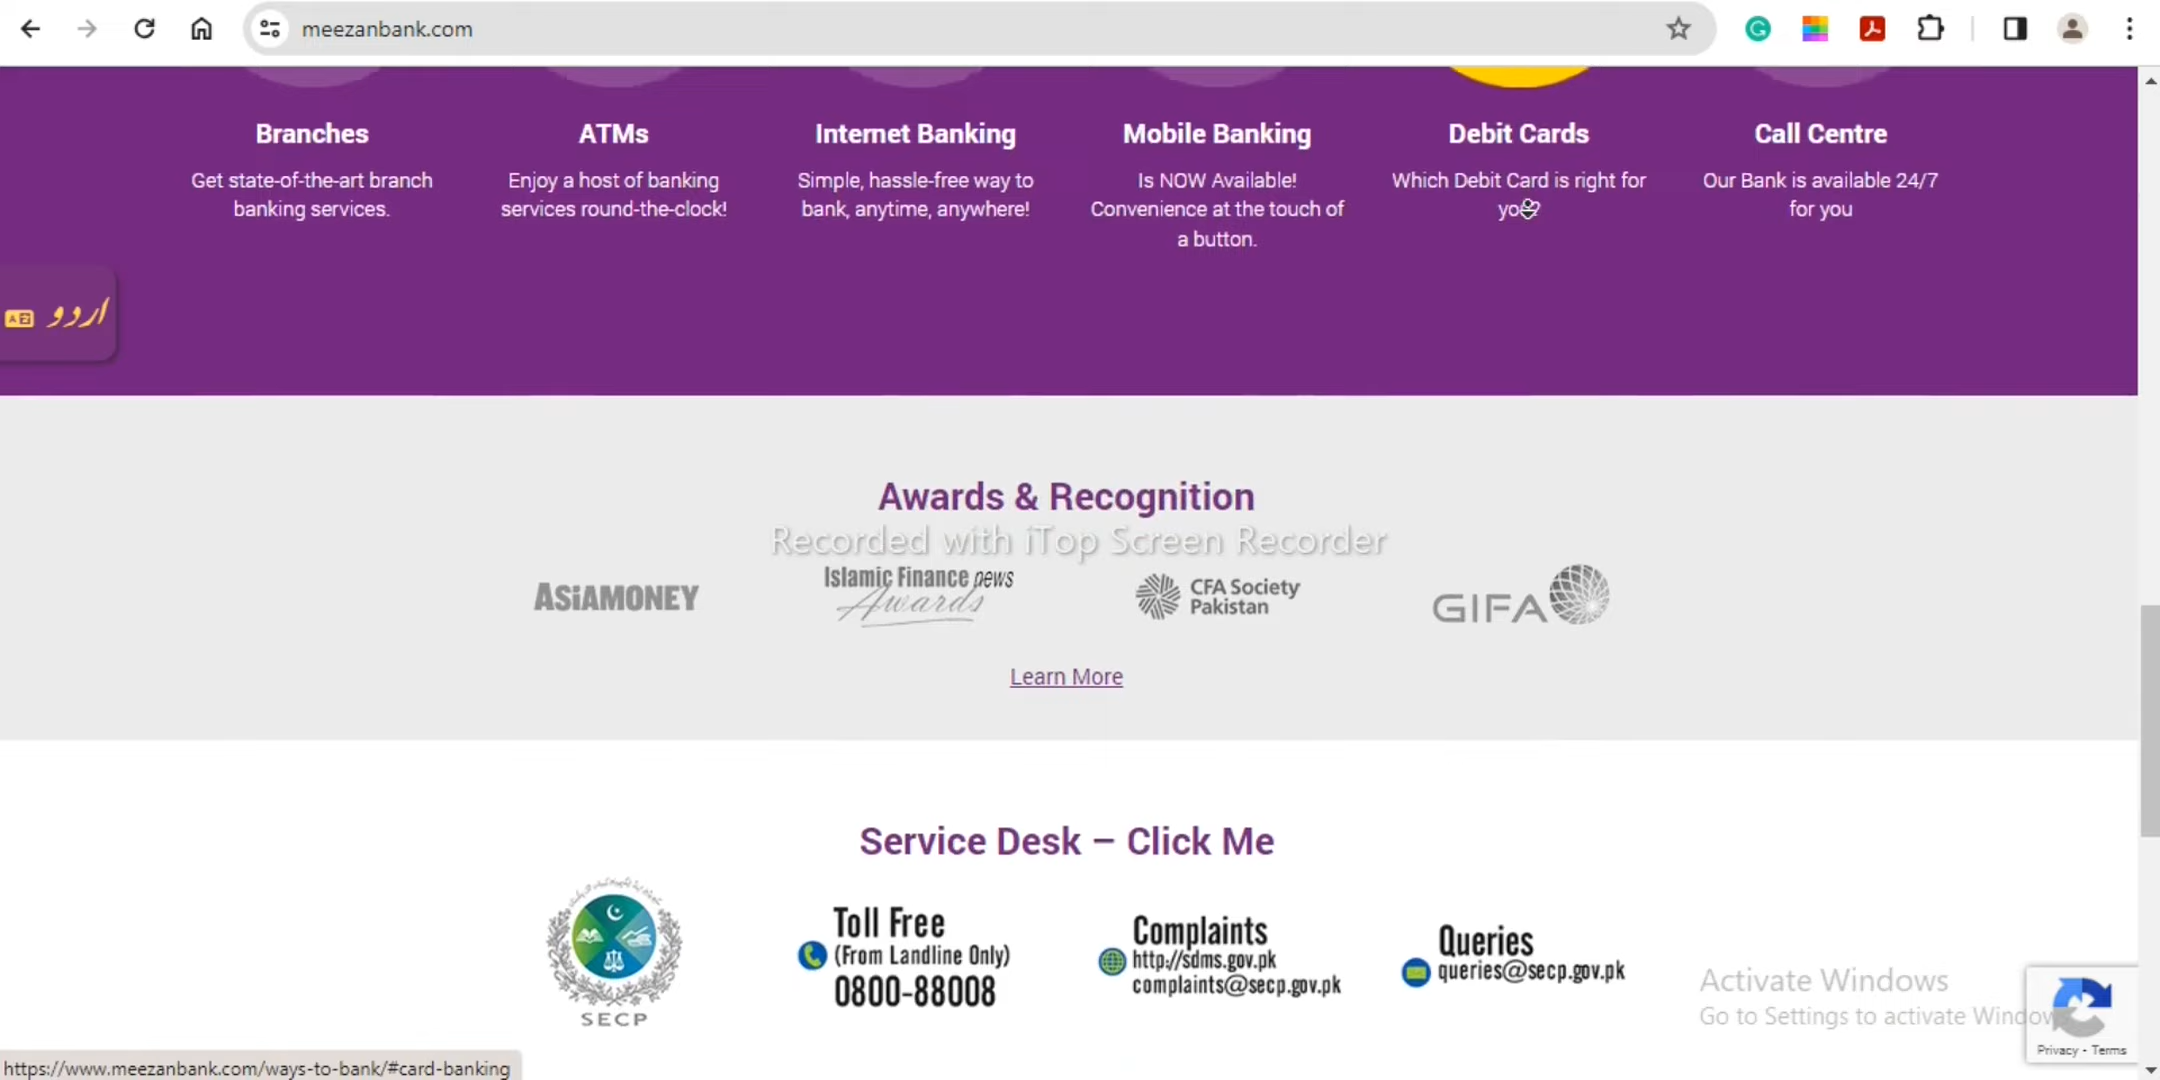 meezanbank.com
Branches
Get state-of-the-art branch
banking services.
ATMs
Enjoy a host of banking
services round-the-clock!
Internet Banking
Simple, hassle-free way to
bank, anytime, anywhere!
Mobile Banking
Is NOW Available!
Convenience at the touch of
a button.
Debit Cards
Which Debit Card is right for
you?
Call Centre
Our Bank is available 24/7
for you
اردو
Awards & Recognition
Recorded with iTop Screen Recorder
ASiAMONEY
Islamic Finance news
Awards
CFA Society
Pakistan
GIFA
Learn More
Service Desk – Click Me
SECP
Toll Free
(From Landline Only)
0800-88008
Complaints
http://sdms.gov.pk
complaints@secp.gov.pk
Queries
queries@secp.gov.pk
Activate Windows
Go to Settings to activate Windows
Privacy - Terms
https://www.meezanbank.com/ways-to-bank/#card-banking